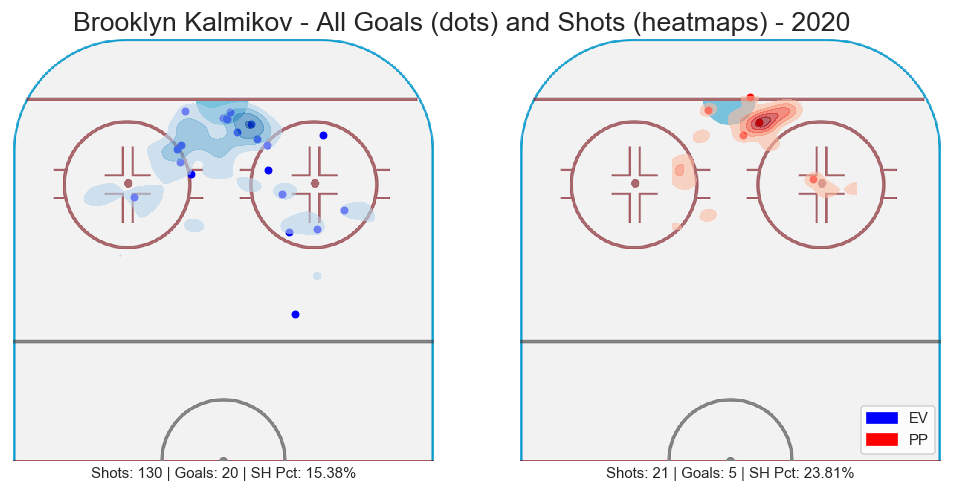 Brooklyn Kalmikov - All Goals (dots) and Shots (heatmaps) - 2020
EV
PP
Shots: 130 | Goals: 20 | SH Pct: 15.38%
Shots: 21 | Goals: 5 | SH Pct: 23.81%